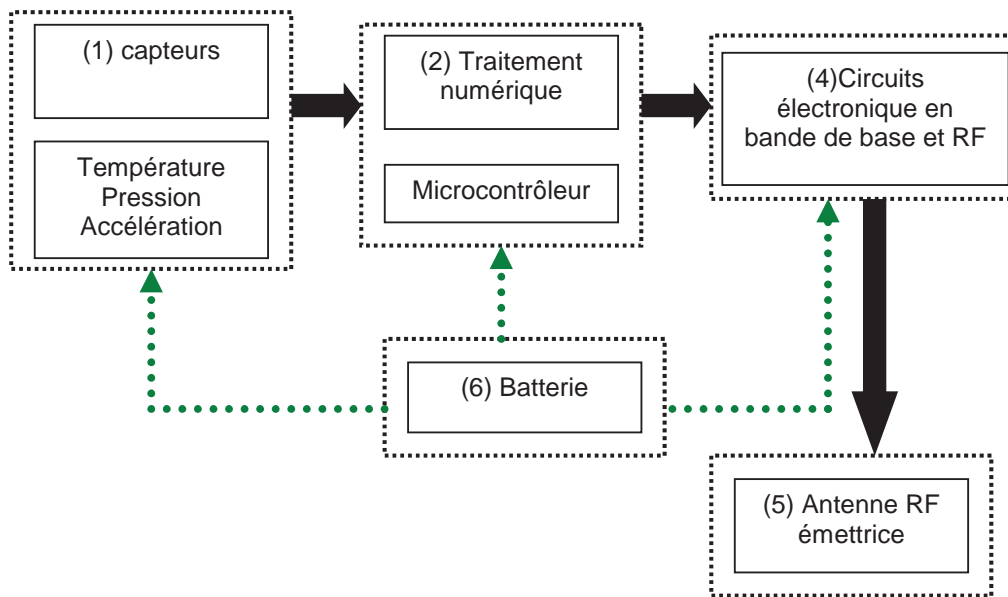 (1) capteurs
Température
Pression
Accélération
(2) Traitement
numérique
Microcontrôleur
(4)Circuits
électronique en
bande de base et RF
(6) Batterie
(5) Antenne RF
émettrice